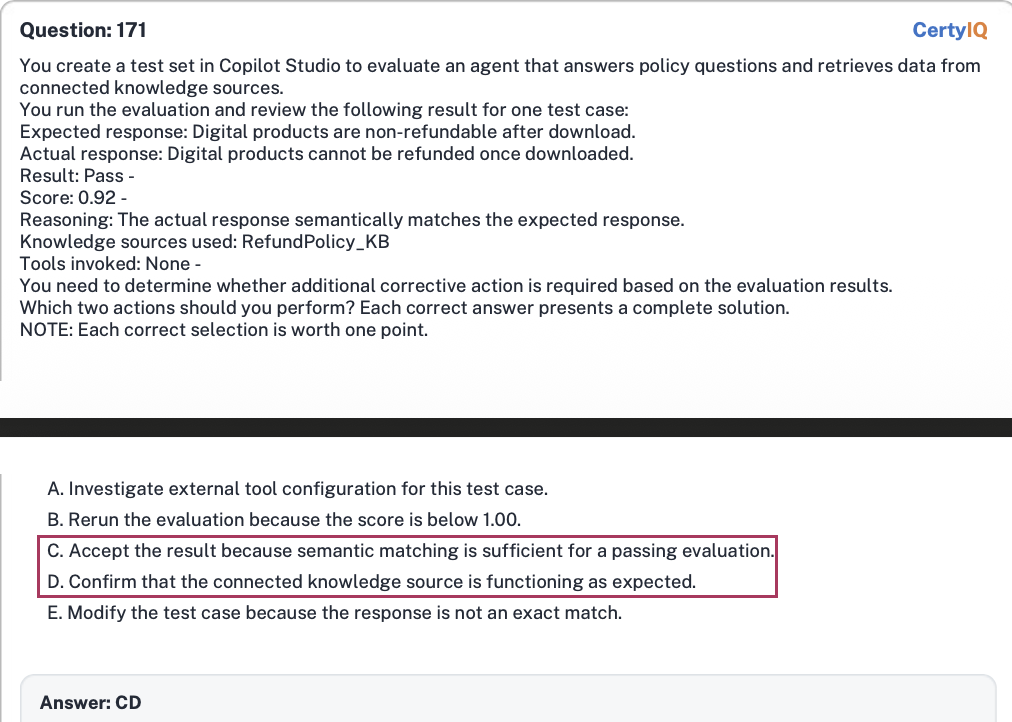 Question: 171
CertyIQ
You create a test set in Copilot Studio to evaluate an agent that answers policy questions and retrieves data from
connected knowledge sources.
You run the evaluation and review the following result for one test case:
Expected response: Digital products are non-refundable after download.
Actual response: Digital products cannot be refunded once downloaded.
Result: Pass -
Score: 0.92 -
Reasoning: The actual response semantically matches the expected response.
Knowledge sources used: RefundPolicy_KB
Tools invoked: None -
You need to determine whether additional corrective action is required based on the evaluation results.
Which two actions should you perform? Each correct answer presents a complete solution.
NOTE: Each correct selection is worth one point.
A. Investigate external tool configuration for this test case.
B. Rerun the evaluation because the score is below 1.00.
C. Accept the result because semantic matching is sufficient for a passing evaluation.
D. Confirm that the connected knowledge source is functioning as expected.
E. Modify the test case because the response is not an exact match.
Answer: CD